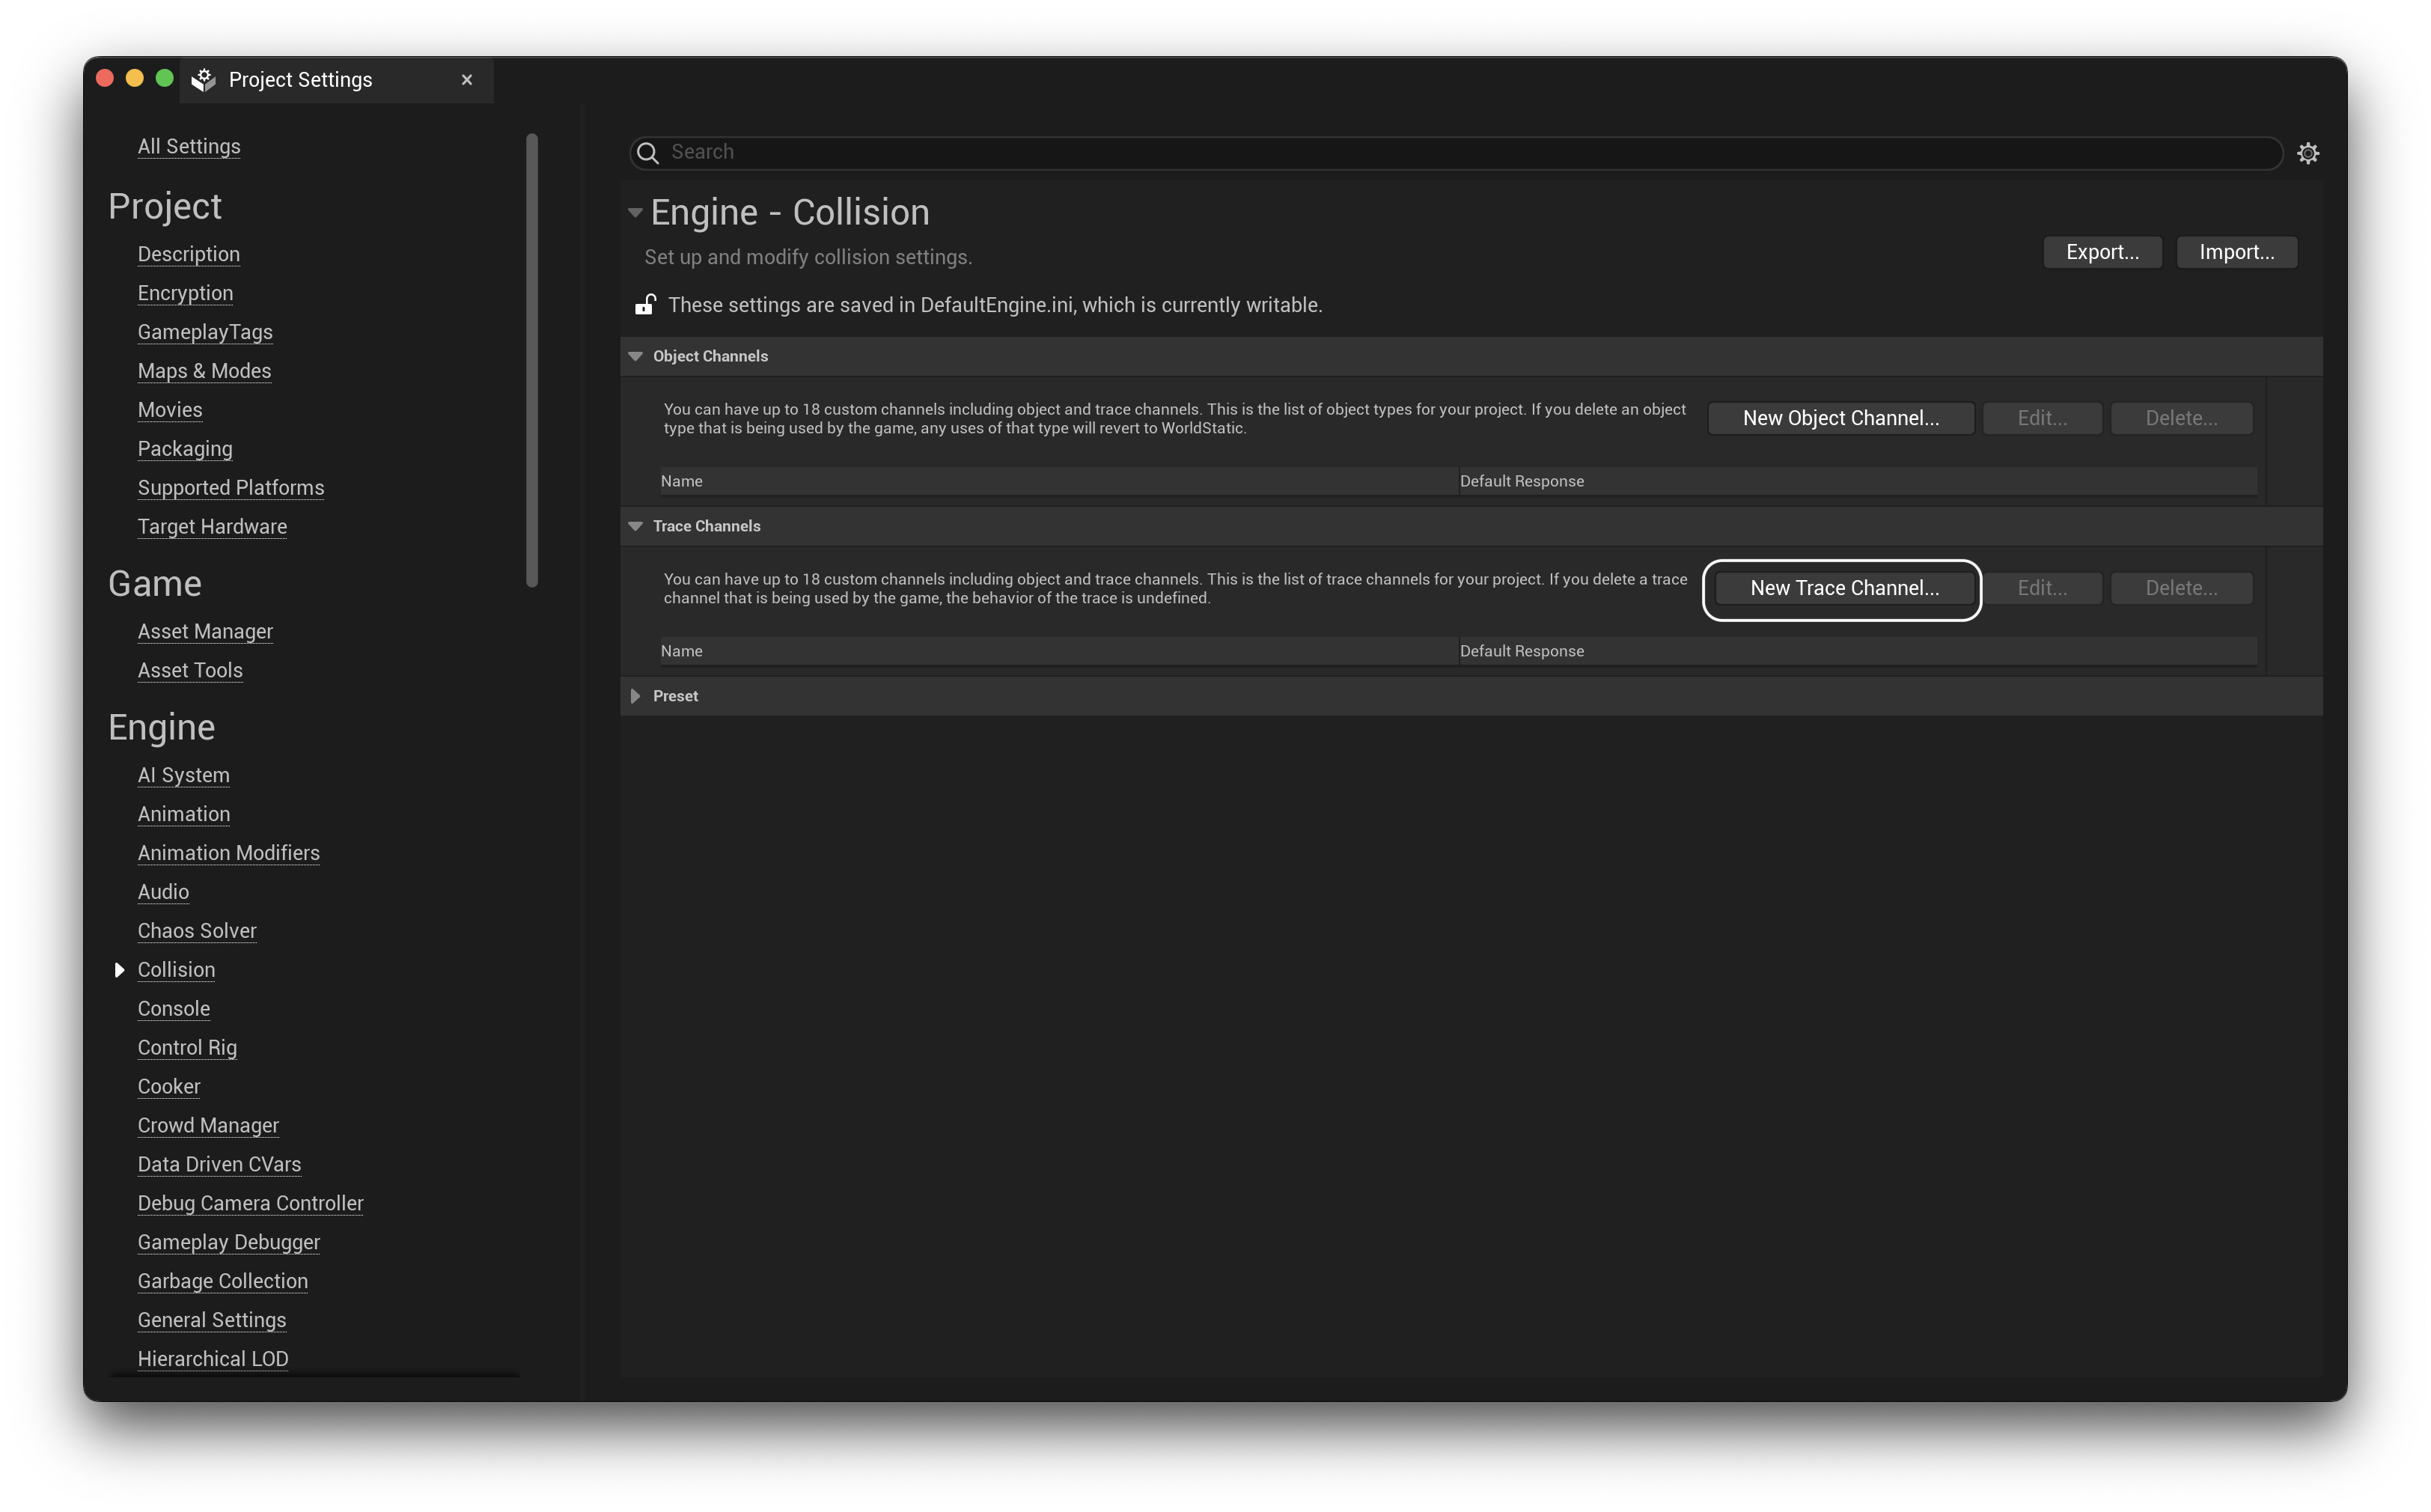 Project Settings
All Settings
Project
Description
Encryption
GameplayTags
Maps & Modes
Movies
Packaging
Supported Platforms
Target Hardware
Game
Asset Manager
Asset Tools
Engine
AI System
Animation
Animation Modifiers
Audio
Chaos Solver
Collision
Console
Control Rig
Cooker
Crowd Manager
Data Driven CVars
Debug Camera Controller
Gameplay Debugger
Garbage Collection
General Settings
Hierarchical LOD
Search
Engine - Collision
Set up and modify collision settings.
Export... Import...
These settings are saved in DefaultEngine.ini, which is currently writable.
Object Channels
You can have up to 18 custom channels including object and trace channels. This is the list of object types for your project. If you delete an object
type that is being used by the game, any uses of that type will revert to WorldStatic.
New Object Channel... Edit... Delete...
Name Default Response
Trace Channels
You can have up to 18 custom channels including object and trace channels. This is the list of trace channels for your project. If you delete a trace
channel that is being used by the game, the behavior of the trace is undefined.
New Trace Channel... Edit... Delete...
Name Default Response
Preset